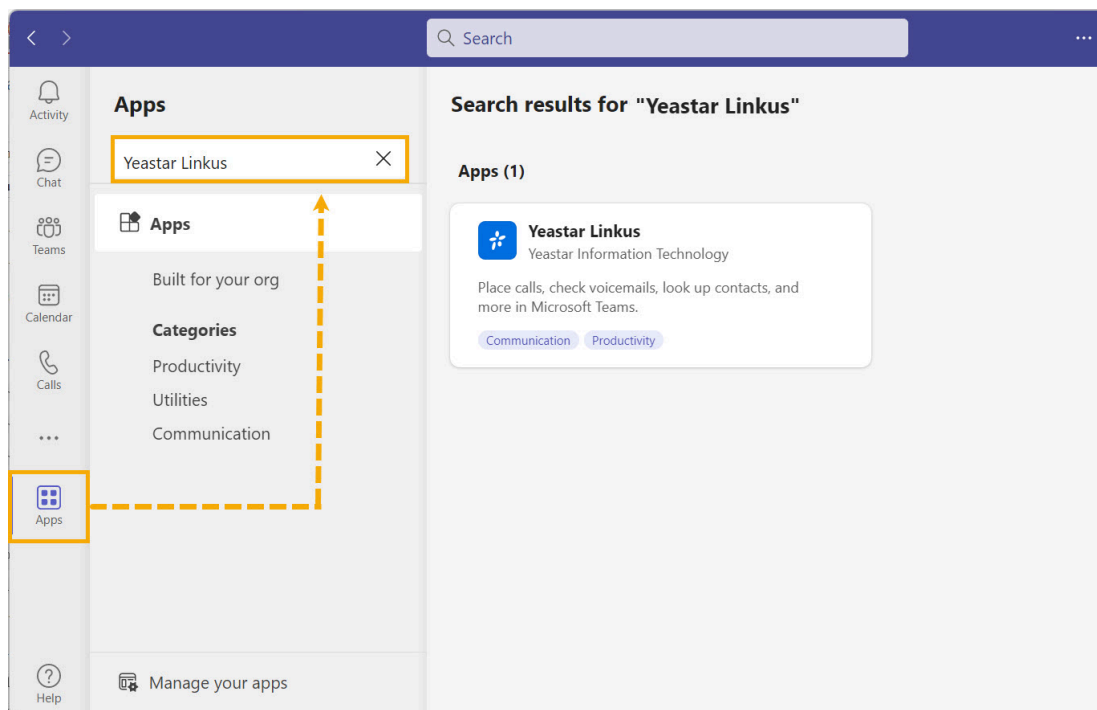 Search
Activity
Chat
Teams
Calendar
Calls
Apps
Help
Apps
Yeastar Linkus
Apps
Built for your org
Categories
Productivity
Utilities
Communication
Manage your apps
Search results for "Yeastar Linkus"
Apps (1)
Yeastar Linkus
Yeastar Information Technology
Place calls, check voicemails, look up contacts, and
more in Microsoft Teams.
Communication Productivity